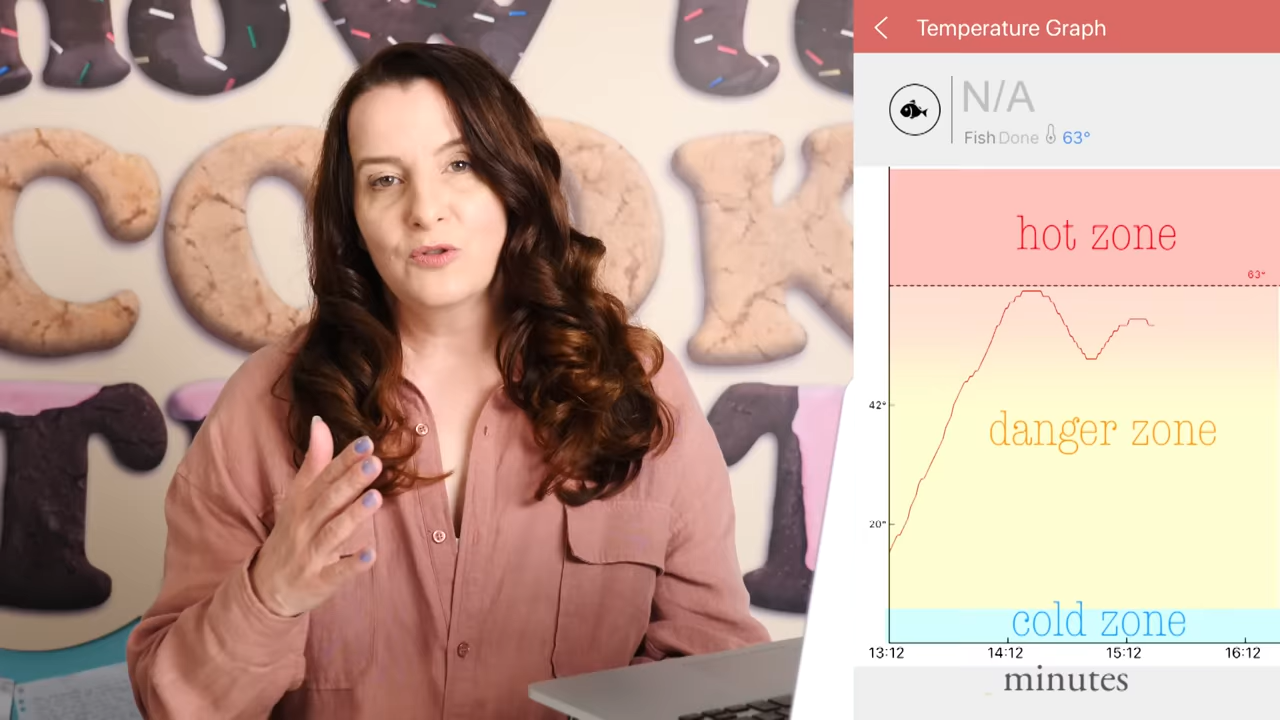 COOK
Temperature Graph
N/A
Fish Done 63°
hot zone
63°
42°
danger zone
20°
cold zone
13:12 14:12 15:12 16:12
minutes